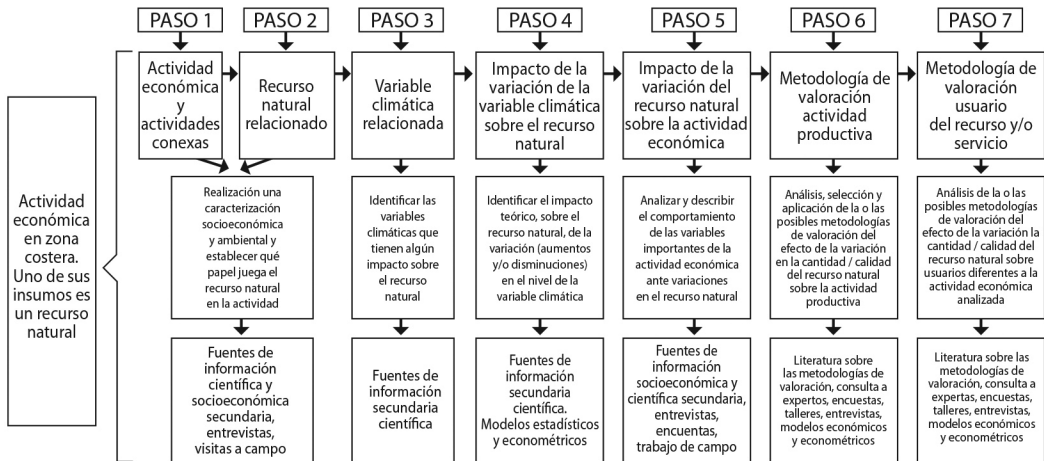 PASO 1
PASO 2
PASO 3
PASO 4
PASO 5
PASO 6
PASO 7
Actividad
económica
en zona
costera.
Uno de sus
insumos es
un recurso
natural
Actividad
económica
y
actividades
conexas
Recurso
natural
relacionado
Variable
climática
relacionada
Impacto de la
variación de la
variable climática
sobre el recurso
natural
Impacto de la
variación del
recurso natural
sobre la actividad
económica
Metodología de
valoración
actividad
productiva
Metodología de
valoración
usuario
del recurso y/o
servicio
Realización una
caracterización
socioeconómica
y ambiental y
establecer qué
papel juega el
recurso natural
en la actividad
Identificar las
variables
climáticas que
tienen algún
impacto sobre
el recurso
natural
Identificar el impacto
teórico, sobre el
recurso natural, de la
variación (aumentos
y/o disminuciones)
en el nivel de la
variable climática
Analizar y describir
el comportamiento
de las variables
importantes de la
actividad económica
ante variaciones
en el recurso natural
Análisis, selección y
aplicación de la o las
posibles metodologías
de valoración del
efecto de la variación
en la cantidad / calidad
del recurso natural
sobre la actividad
productiva
Análisis de la o las
posibles metodologías
de valoración del
efecto de la variación la
cantidad / calidad del
recurso natural sobre
usuarios diferentes a la
actividad económica
analizada
Fuentes de
información
científica y
socioeconómica
secundaria,
entrevistas,
visitas a campo
Fuentes de
información
secundaria
científica
Fuentes de
información
secundaria
científica.
Modelos estadísticos
y econométricos
Fuentes de
información
socioeconómica y
científica secundaria,
entrevistas,
encuentas,
trabajo de campo
Literatura sobre
las metodologías de
valoración, consulta a
expertos, encuestas,
talleres, entrevistas,
modelos económicos
y econométricos
Literatura sobre las
metodologías de
valoración, consulta a
expertas, encuestas,
talleres, entrevistas,
modelos económicos
y econométricos